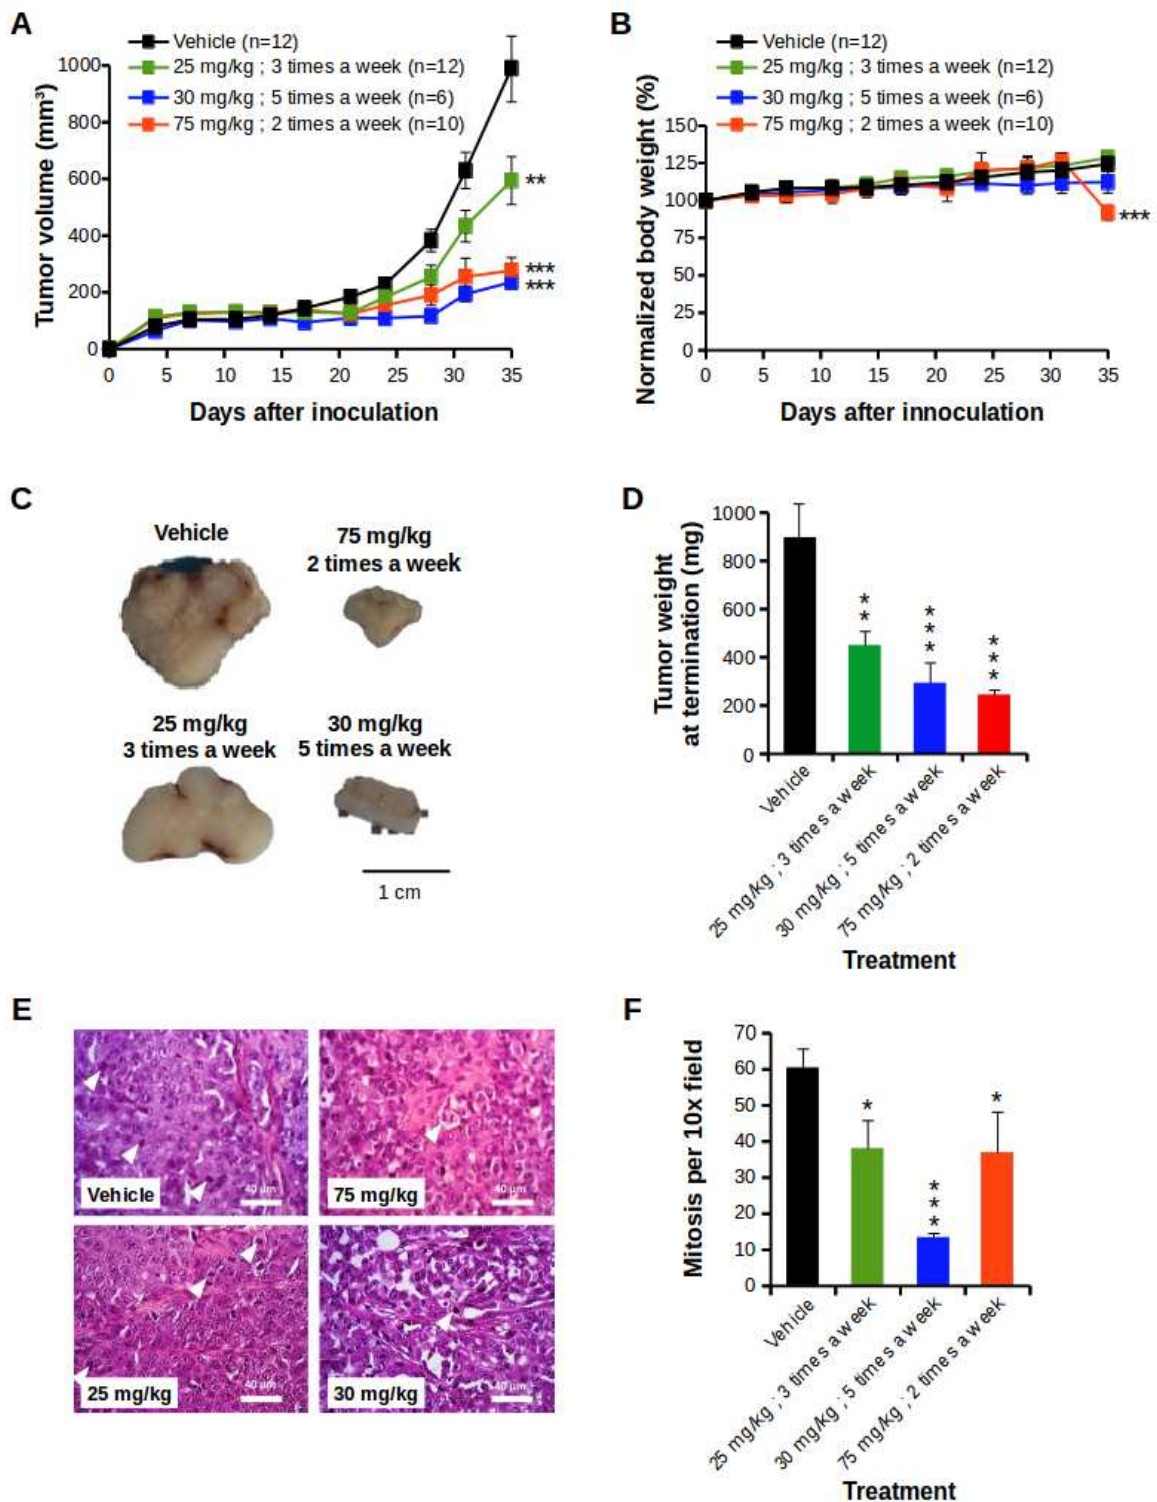 A
Vehicle (n=12)
25 mg/kg ; 3 times a week (n=12)
30 mg/kg ; 5 times a week (n=6)
75 mg/kg ; 2 times a week (n=10)
Tumor volume (mm³)
1000
800
600
400
200
0
**
***
***
0 5 10 15 20 25 30 35
Days after inoculation
B
Vehicle (n=12)
25 mg/kg ; 3 times a week (n=12)
30 mg/kg ; 5 times a week (n=6)
75 mg/kg ; 2 times a week (n=10)
Normalized body weight (%)
150
125
100
75
50
25
0
***
0 5 10 15 20 25 30 35
Days after innoculation
C
Vehicle
75 mg/kg
2 times a week
25 mg/kg
3 times a week
30 mg/kg
5 times a week
1 cm
D
Tumor weight
at termination (mg)
1000
800
600
400
200
0
**
***
***
Vehicle
25 mg/kg ; 3 times a week
30 mg/kg ; 5 times a week
75 mg/kg ; 2 times a week
Treatment
E
Vehicle
40 µm
75 mg/kg
40 µm
25 mg/kg
40 µm
30 mg/kg
40 µm
F
Mitosis per 10x field
70
60
50
40
30
20
10
0
*
***
*
Vehicle
25 mg/kg ; 3 times a week
30 mg/kg ; 5 times a week
75 mg/kg ; 2 times a week
Treatment